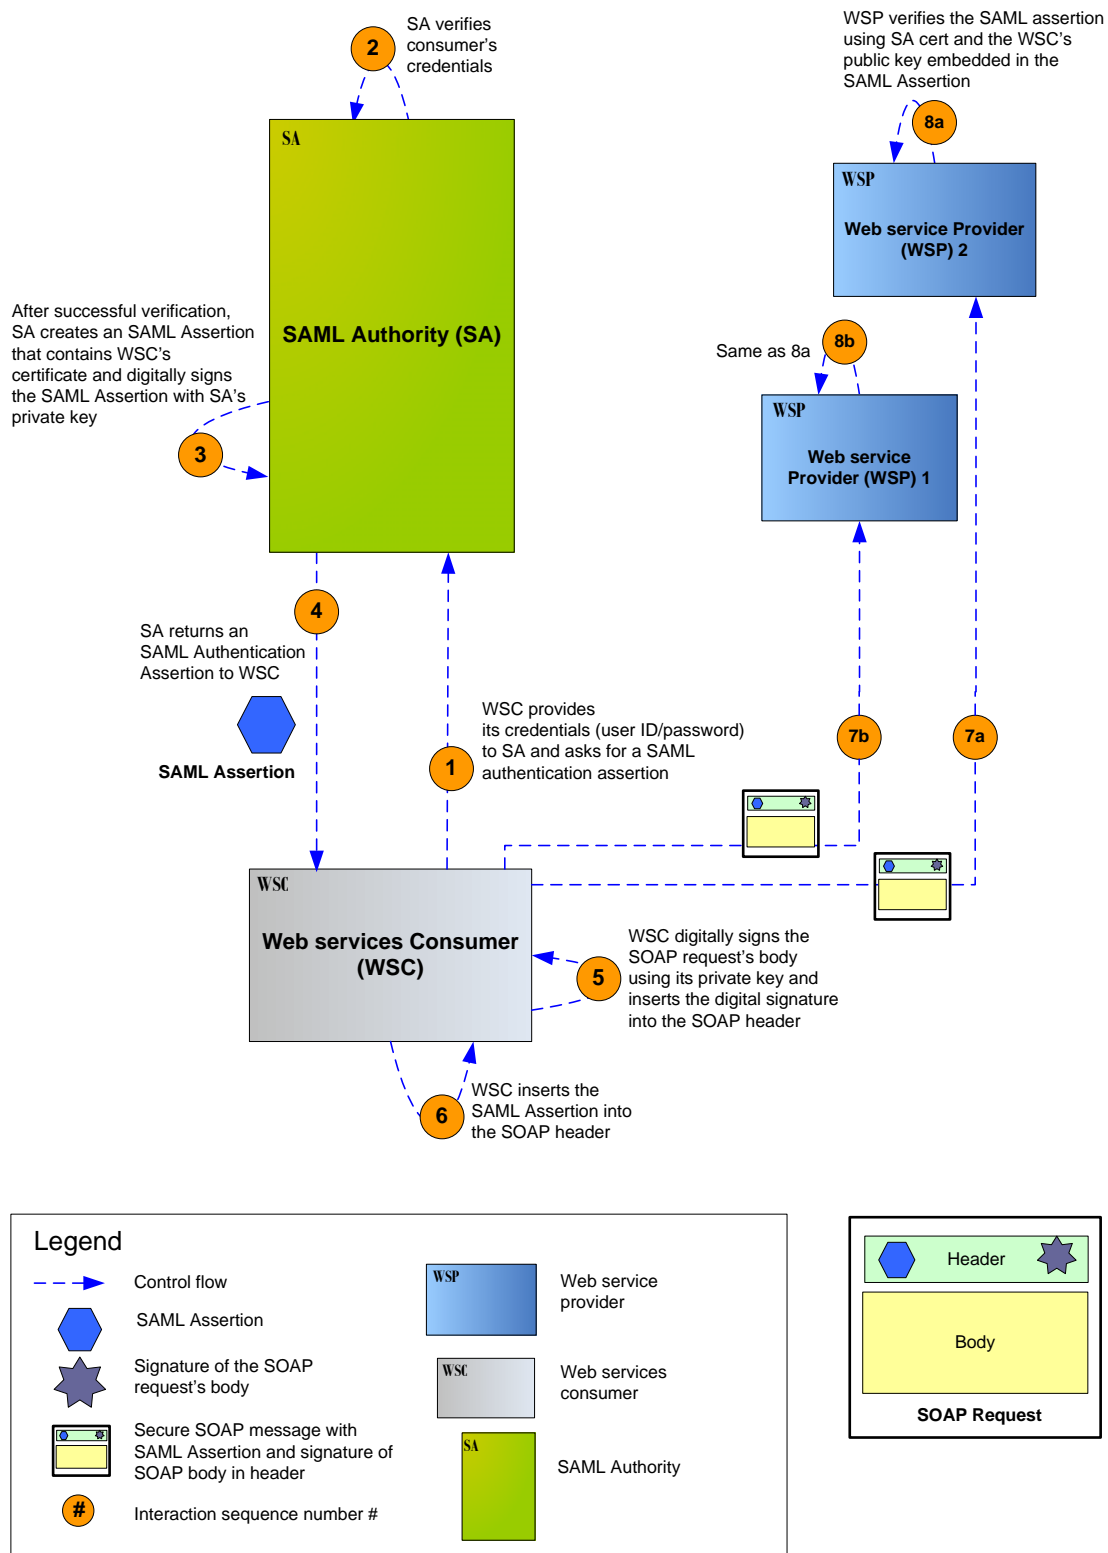 2
SA verifies
consumer's
credentials
WSP verifies the SAML assertion
using SA cert and the WSC's
public key embedded in the
SAML Assertion
8a
SA
SAML Authority (SA)
WSP
Web service Provider
(WSP) 2
After successful verification,
SA creates an SAML Assertion
that contains WSC's
certificate and digitally signs
the SAML Assertion with SA's
private key
3
Same as 8a
8b
WSP
Web service
Provider (WSP) 1
4
SA returns an
SAML Authentication
Assertion to WSC
SAML Assertion
WSC provides
its credentials (user ID/password)
to SA and asks for a SAML
authentication assertion
1
7b
7a
WSC
Web services Consumer
(WSC)
5
WSC digitally signs the
SOAP request's body
using its private key and
inserts the digital signature
into the SOAP header
6
WSC inserts the
SAML Assertion into
the SOAP header
Legend
Control flow
SAML Assertion
Signature of the SOAP
request's body
Secure SOAP message with
SAML Assertion and signature of
SOAP body in header
#
Interaction sequence number #
WSP
Web service
provider
WSC
Web services
consumer
SA
SAML Authority
Header
Body
SOAP Request